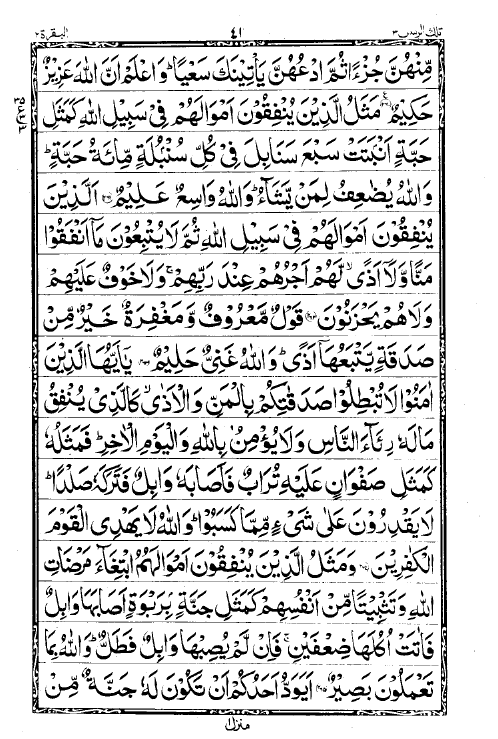 تلك الرسل ۳ ٤١ البقرة ٢
مِّنْهُنَّ جُزْءًا ثُمَّ ادْعُهُنَّ يَأْتِيْنَكَ سَعْيًا ؕ وَاعْلَمْ اَنَّ اللّٰهَ عَزِيْزٌ
حَكِيْمٌ مَثَلُ الَّذِيْنَ يُنْفِقُوْنَ اَمْوَالَهُمْ فِیْ سَبِيْلِ اللّٰهِ كَمَثَلِ
حَبَّةٍ اَنْۢبَتَتْ سَبْعَ سَنَابِلَ فِیْ كُلِّ سُنْۢبُلَةٍ مِّائَةُ حَبَّةٍ ؕ
وَاللّٰهُ يُضٰعِفُ لِمَنْ يَّشَآءُ ؕ وَاللّٰهُ وَاسِعٌ عَلِيْمٌ اَلَّذِيْنَ
يُنْفِقُوْنَ اَمْوَالَهُمْ فِیْ سَبِيْلِ اللّٰهِ ثُمَّ لَا يُتْبِعُوْنَ مَاۤ اَنْفَقُوْا
مَنًّا وَّلَاۤ اَذًی ۙ لَّهُمْ اَجْرُهُمْ عِنْدَ رَبِّهِمْ ۚ وَلَا خَوْفٌ عَلَيْهِمْ
وَلَا هُمْ يَحْزَنُوْنَ قَوْلٌ مَّعْرُوْفٌ وَّمَغْفِرَةٌ خَيْرٌ مِّنْ
صَدَقَةٍ يَّتْبَعُهَاۤ اَذًی ؕ وَاللّٰهُ غَنِیٌّ حَلِيْمٌ يٰۤاَيُّهَا الَّذِيْنَ
اٰمَنُوْا لَا تُبْطِلُوْا صَدَقٰتِكُمْ بِالْمَنِّ وَالْاَذٰی ۙ كَالَّذِیْ يُنْفِقُ
مَالَهٗ رِئَآءَ النَّاسِ وَلَا يُؤْمِنُ بِاللّٰهِ وَالْيَوْمِ الْاٰخِرِ ؕ فَمَثَلُهٗ
كَمَثَلِ صَفْوَانٍ عَلَيْهِ تُرَابٌ فَاَصَابَهٗ وَابِلٌ فَتَرَكَهٗ صَلْدًا ؕ
لَا يَقْدِرُوْنَ عَلٰی شَیْءٍ مِّمَّا كَسَبُوْا ؕ وَاللّٰهُ لَا يَهْدِی الْقَوْمَ
الْكٰفِرِيْنَ وَمَثَلُ الَّذِيْنَ يُنْفِقُوْنَ اَمْوَالَهُمُ ابْتِغَآءَ مَرْضَاتِ
اللّٰهِ وَتَثْبِيْتًا مِّنْ اَنْفُسِهِمْ كَمَثَلِ جَنَّةٍۢ بِرَبْوَةٍ اَصَابَهَا وَابِلٌ
فَاٰتَتْ اُكُلَهَا ضِعْفَيْنِ ۚ فَاِنْ لَّمْ يُصِبْهَا وَابِلٌ فَطَلٌّ ؕ وَاللّٰهُ بِمَا
تَعْمَلُوْنَ بَصِيْرٌ اَيَوَدُّ اَحَدُكُمْ اَنْ تَكُوْنَ لَهٗ جَنَّةٌ مِّنْ
منزل ۱